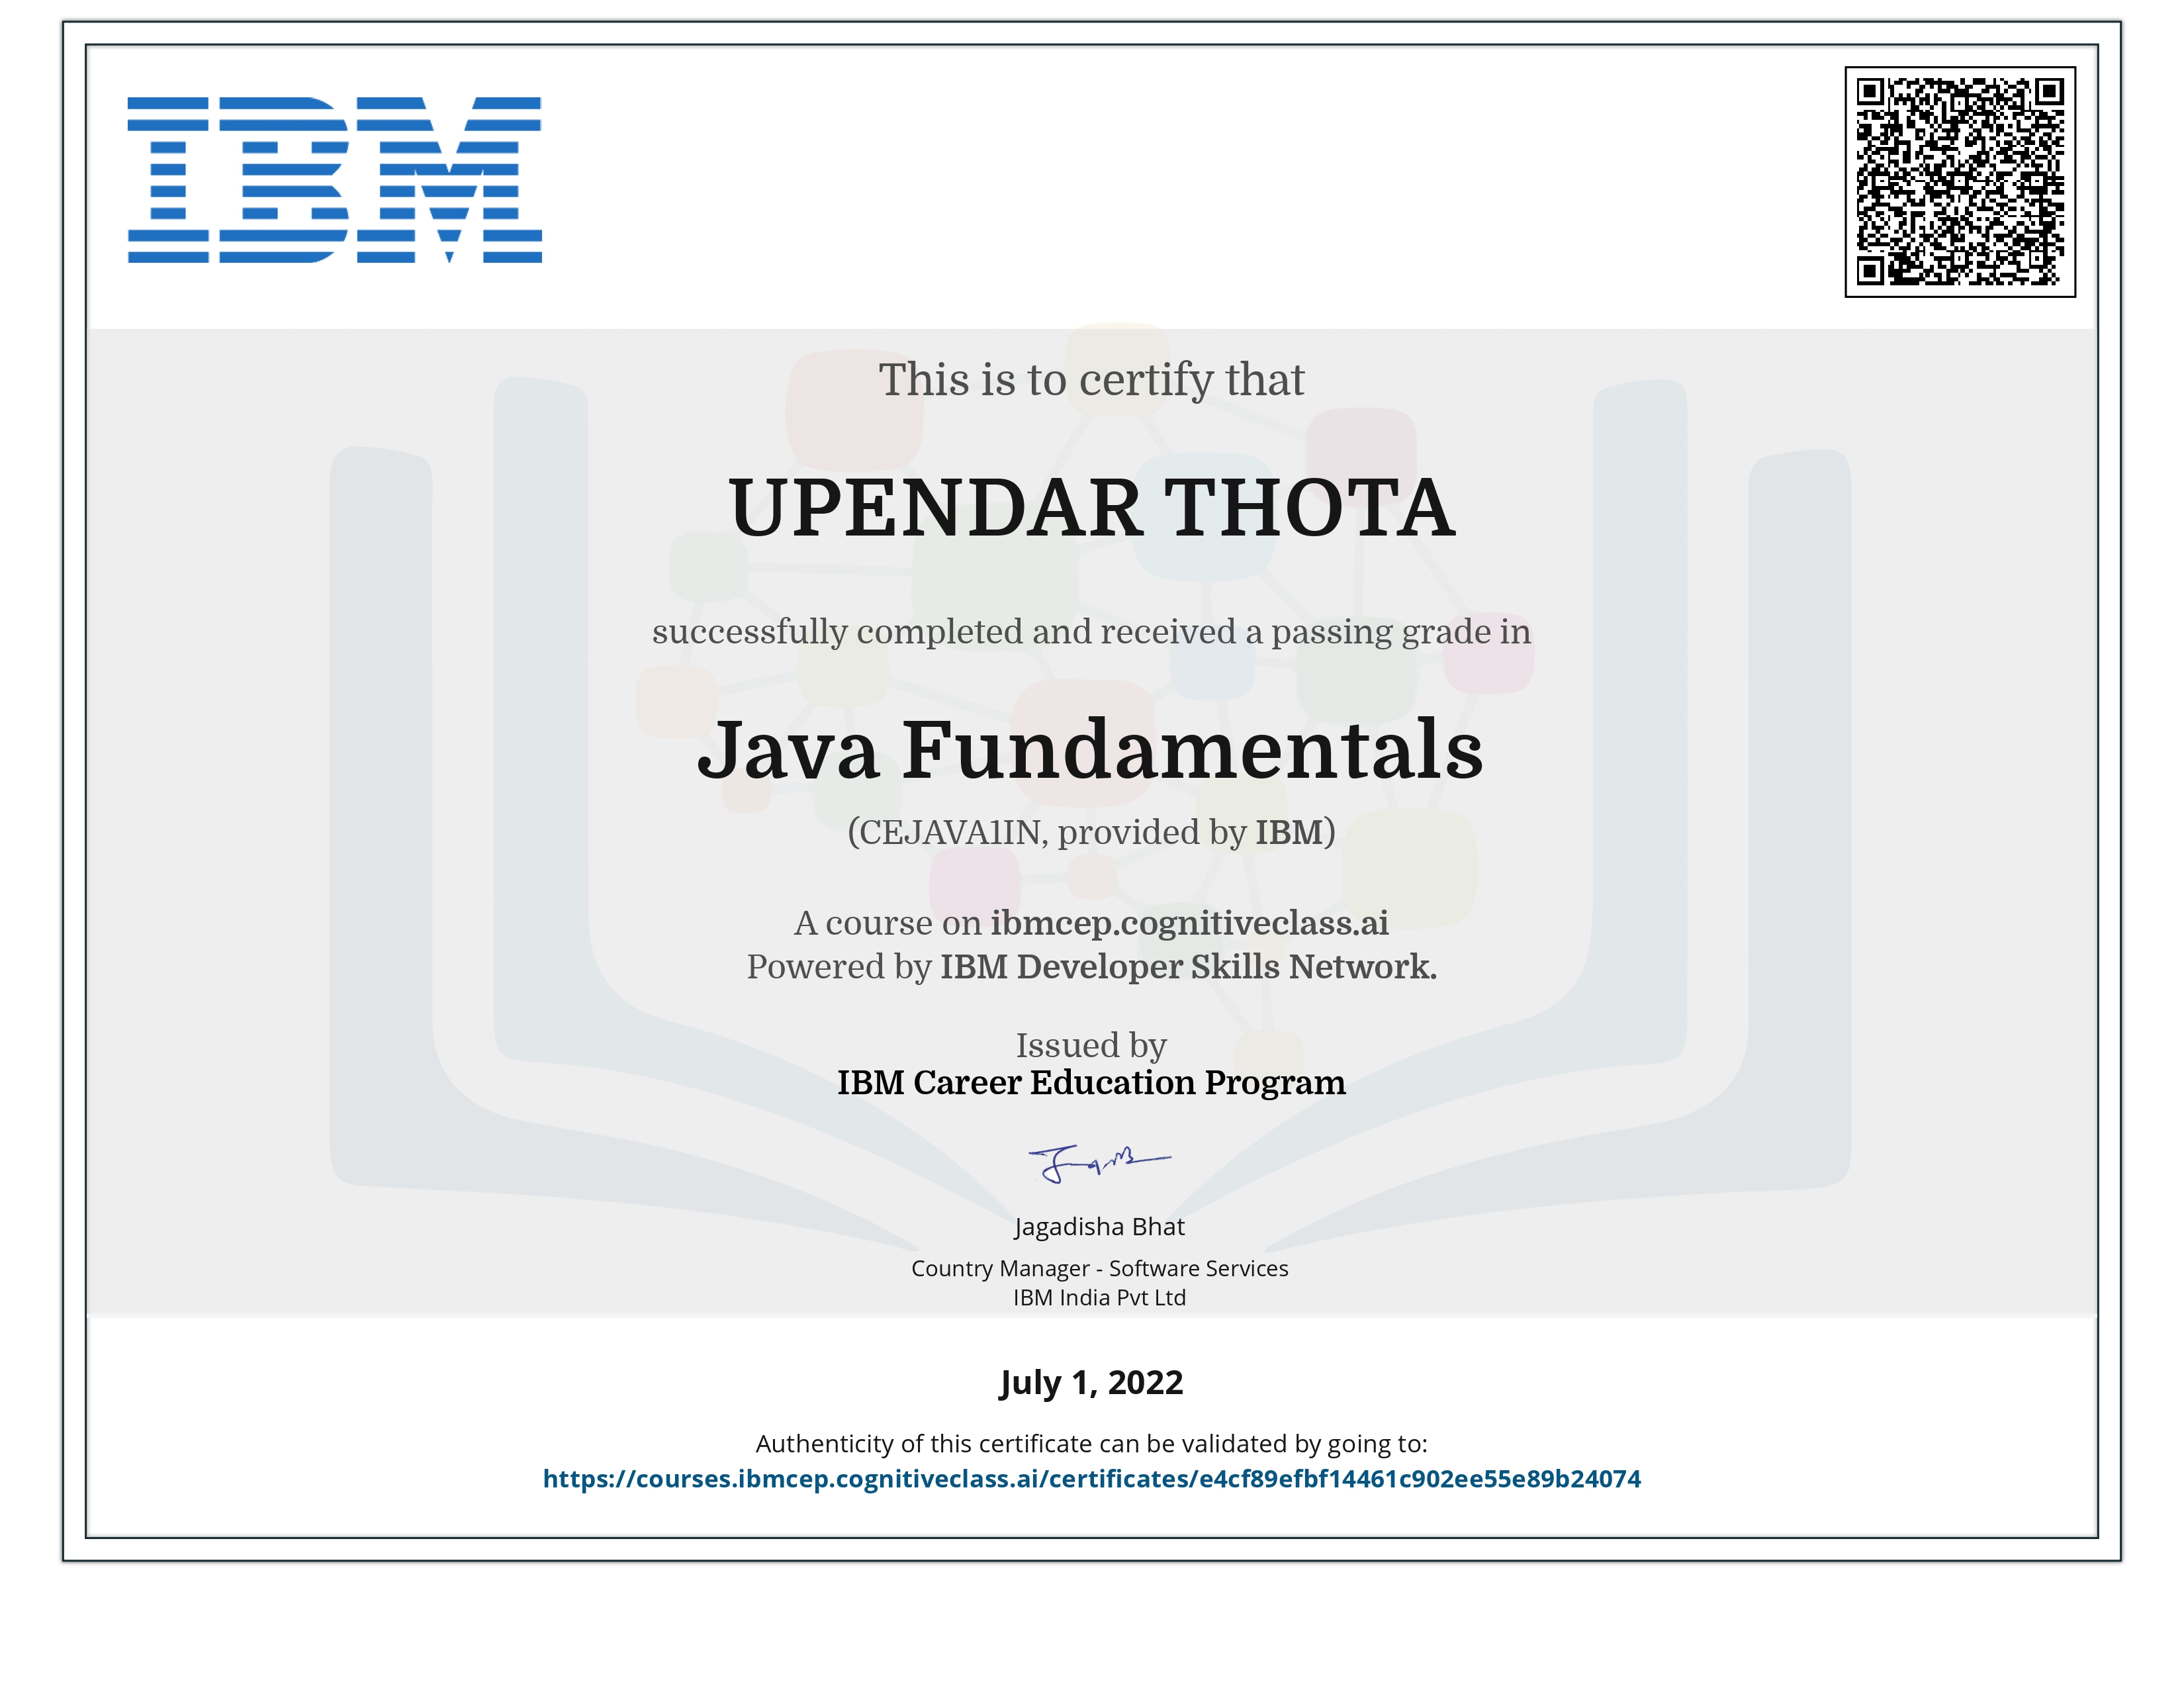 IBM
This is to certify that
UPENDAR THOTA
successfully completed and received a passing grade in
Java Fundamentals
(CEJAVA1IN, provided by IBM)
A course on ibmcep.cognitiveclass.ai
Powered by IBM Developer Skills Network.
Issued by
IBM Career Education Program
Jagadisha Bhat
Country Manager - Software Services
IBM India Pvt Ltd
July 1, 2022
Authenticity of this certificate can be validated by going to:
https://courses.ibmcep.cognitiveclass.ai/certificates/e4cf89efbf14461c902ee55e89b24074